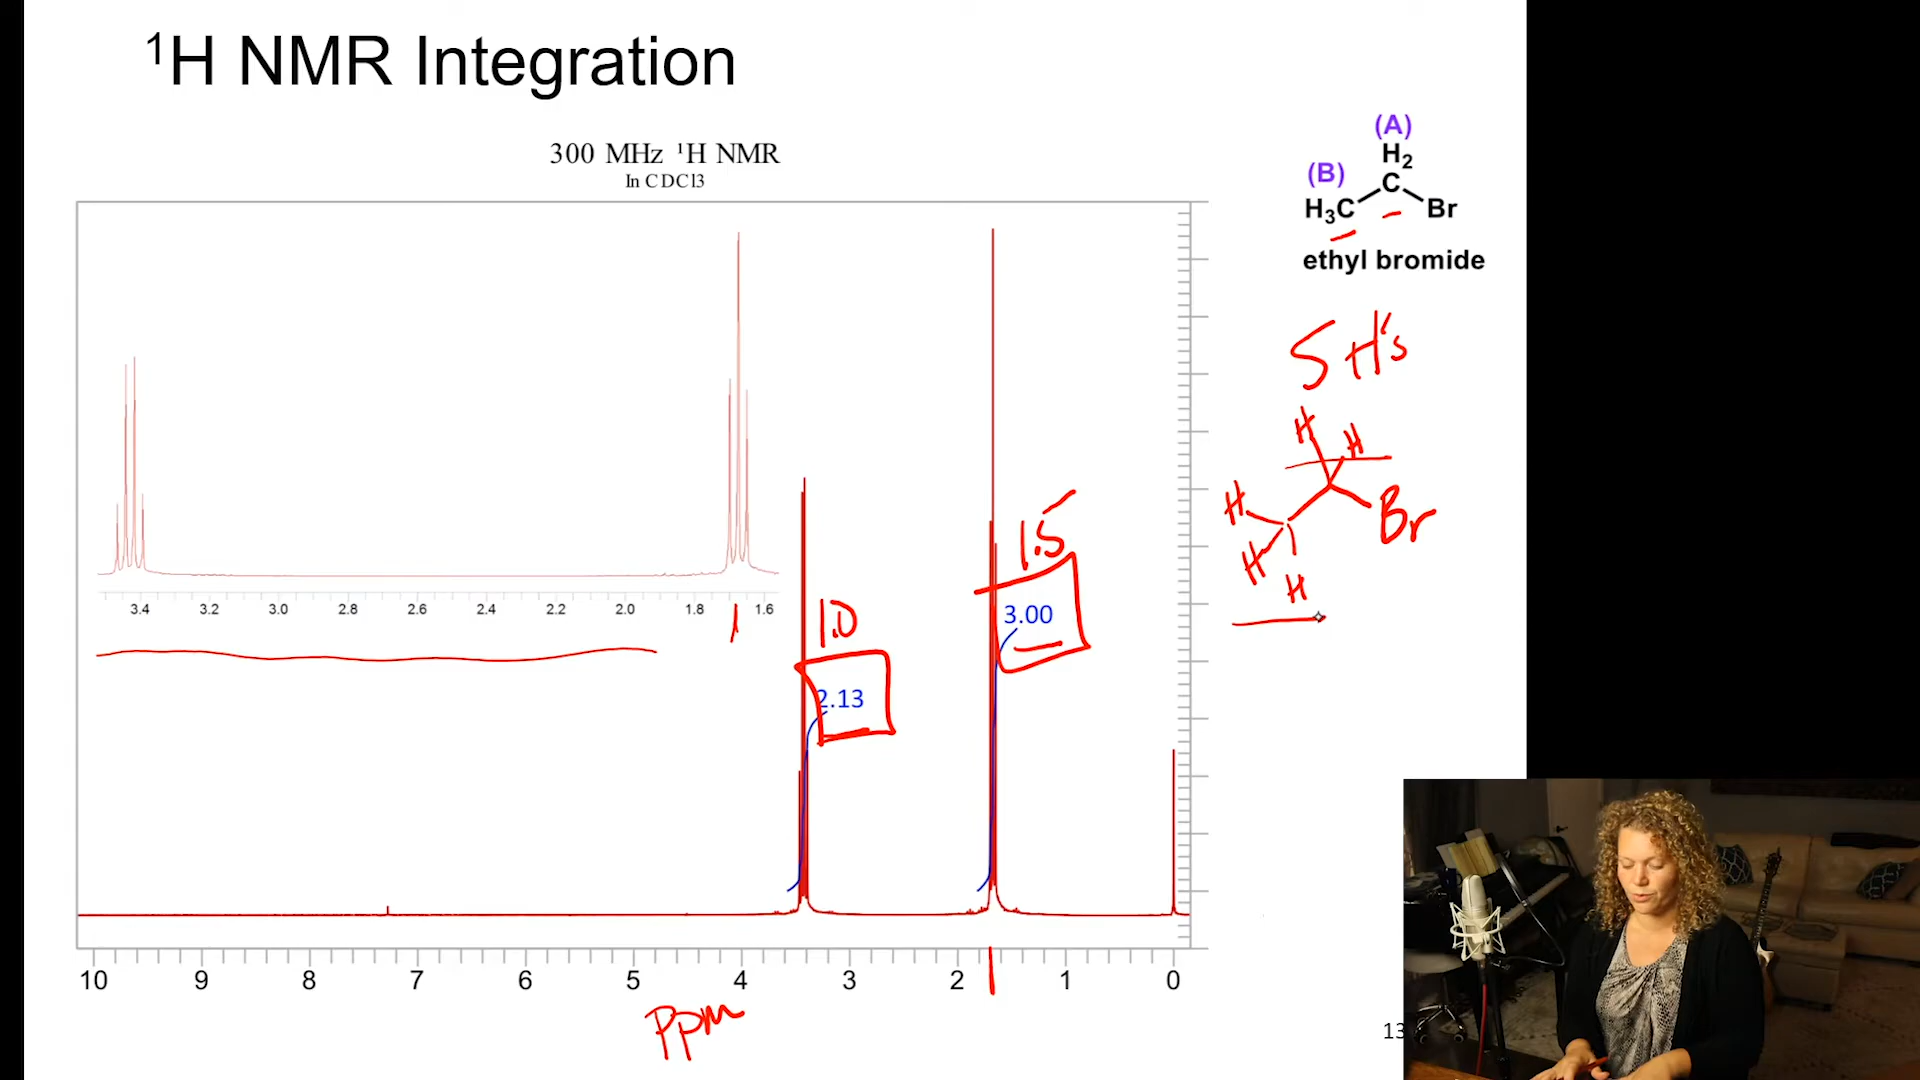 ¹H NMR Integration
300 MHz ¹H NMR
In CDCl3
(A)
H₂
(B)
C
H₃C
Br
ethyl bromide
5 H's
H
H
H
Br
H
H
1.5
3.00
1.0
2.13
3.4 3.2 3.0 2.8 2.6 2.4 2.2 2.0 1.8 1.6
10 9 8 7 6 5 4 3 2 1 0
PPm
13